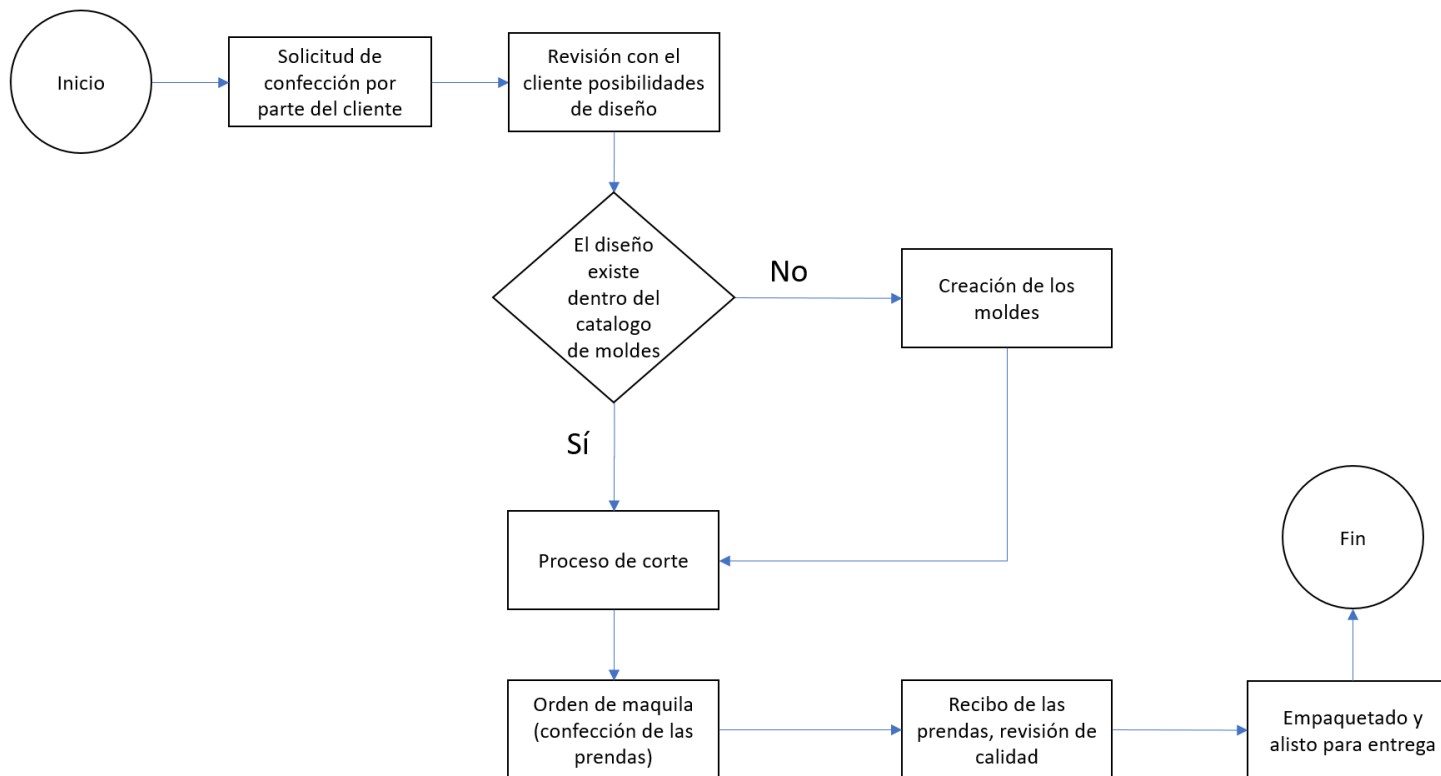 Inicio
Solicitud de
confección por
parte del cliente
Revisión con el
cliente posibilidades
de diseño
El diseño
existe
dentro del
catalogo
de moldes
No
Creación de los
moldes
Sí
Proceso de corte
Fin
Orden de maquila
(confección de las
prendas)
Recibo de las
prendas, revisión de
calidad
Empaquetado y
alisto para entrega